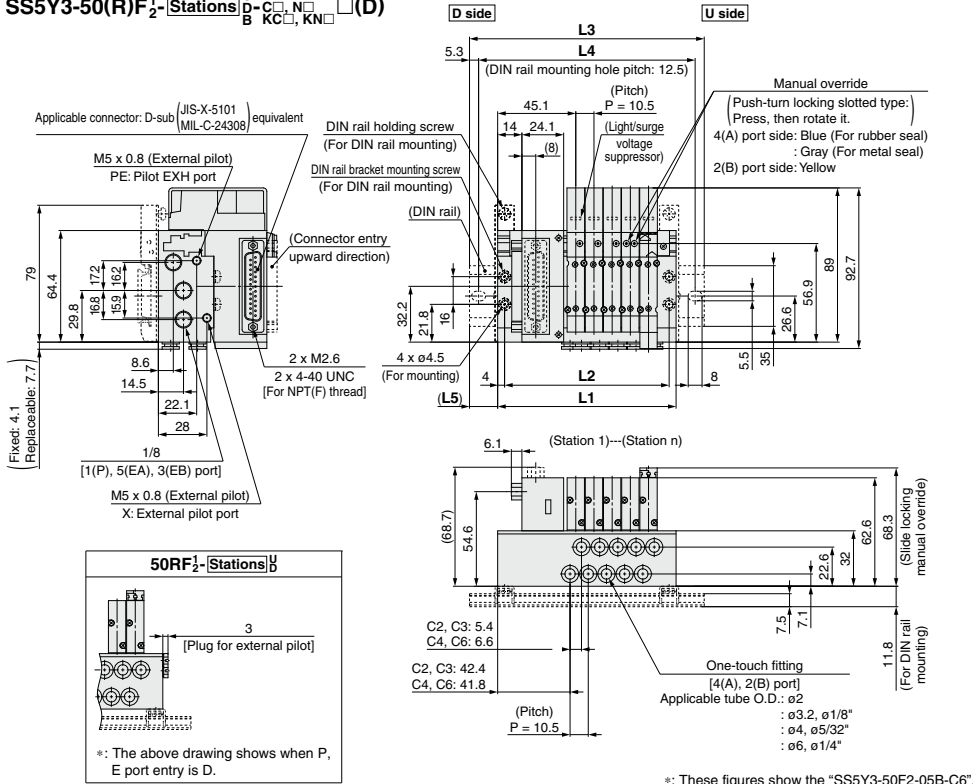 SS5Y3-50(R)F½-Stations U/D/B-C□, N□/KC□, KN□ □(D)
D side
U side
L3
5.3
L4
(DIN rail mounting hole pitch: 12.5)
(Pitch)
P = 10.5
45.1
14
24.1
(8)
(Light/surge
voltage
suppressor)
Manual override
(Push-turn locking slotted type:
Press, then rotate it.)
4(A) port side: Blue (For rubber seal)
: Gray (For metal seal)
2(B) port side: Yellow
Applicable connector: D-sub (JIS-X-5101
MIL-C-24308) equivalent
M5 x 0.8 (External pilot)
PE: Pilot EXH port
DIN rail holding screw
(For DIN rail mounting)
DIN rail bracket mounting screw
(For DIN rail mounting)
(DIN rail)
(Connector entry
upward direction)
79
64.4
29.8
17.2
16.2
16.8
15.9
8.6
14.5
22.1
28
(Fixed: 4.1
Replaceable: 7.7)
2 x M2.6
2 x 4-40 UNC
[For NPT(F) thread]
1/8
[1(P), 5(EA), 3(EB) port]
M5 x 0.8 (External pilot)
X: External pilot port
32.2
21.8
16
4 x ø4.5
(For mounting)
4
L2
8
(L5)
L1
5.5
35
26.6
56.9
89
92.7
6.1
(Station 1)---(Station n)
(68.7)
54.6
22.6
32
62.6
68.3
(Slide locking
manual override)
7.5
7.1
11.8
(For DIN rail
mounting)
C2, C3: 5.4
C4, C6: 6.6
C2, C3: 42.4
C4, C6: 41.8
(Pitch)
P = 10.5
One-touch fitting
[4(A), 2(B) port]
Applicable tube O.D.: ø2
: ø3.2, ø1/8"
: ø4, ø5/32"
: ø6, ø1/4"
50RF½-Stations U/D
3
[Plug for external pilot]
*: The above drawing shows when P,
E port entry is D.
*: These figures show the "SS5Y3-50F2-05B-C6".